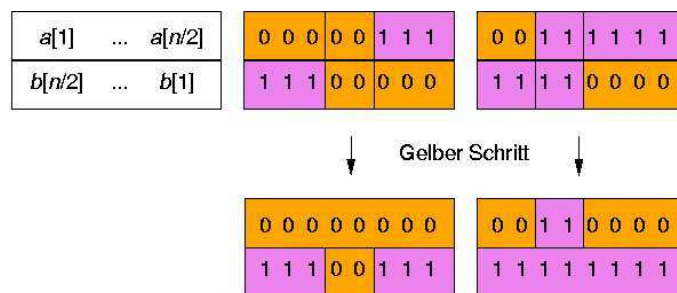 a[1] ... a[n/2] 0 0 0 0 0 1 1 1 0 0 1 1 1 1 1 1
b[n/2] ... b[1] 1 1 1 0 0 0 0 0 1 1 1 1 0 0 0 0
Gelber Schritt
0 0 0 0 0 0 0 0 0 0 1 1 0 0 0 0
1 1 1 0 0 1 1 1 1 1 1 1 1 1 1 1